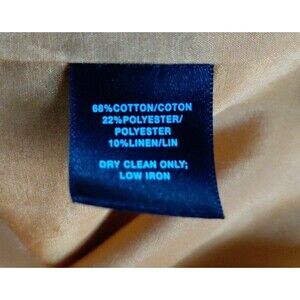 68%COTTON/COTON
22%POLYESTER/
POLYESTER
10%LINEN/LIN
DRY CLEAN ONLY;
LOW IRON